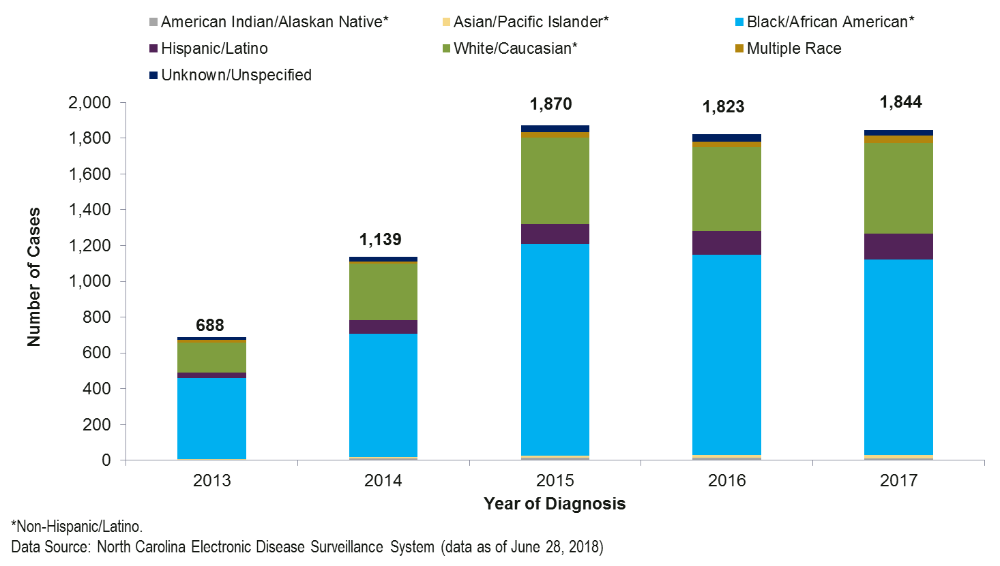 American Indian/Alaskan Native*
Asian/Pacific Islander*
Black/African American*
Hispanic/Latino
White/Caucasian*
Multiple Race
Unknown/Unspecified
2,000
1,800
1,600
1,400
1,200
1,000
800
600
400
200
0
Number of Cases
688
1,139
1,870
1,823
1,844
2013
2014
2015
2016
2017
Year of Diagnosis
*Non-Hispanic/Latino.
Data Source: North Carolina Electronic Disease Surveillance System (data as of June 28, 2018)